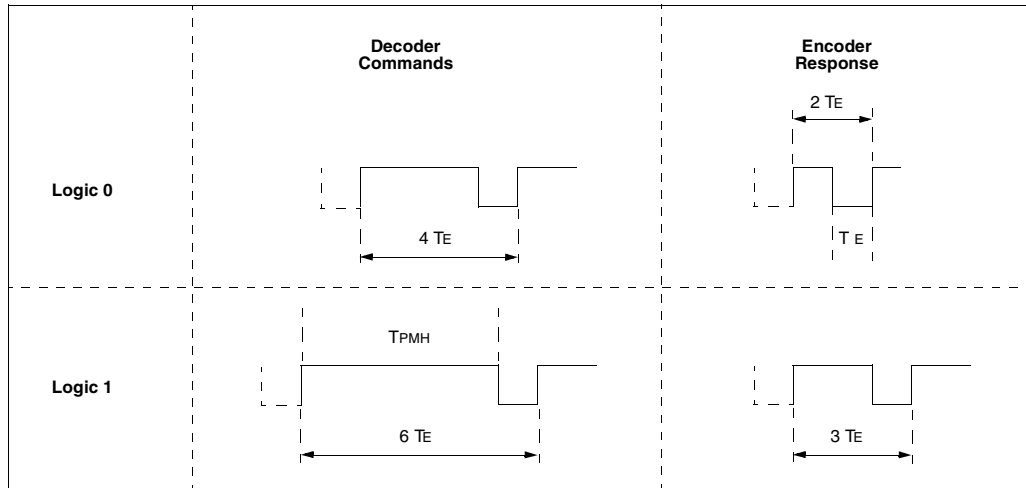 Decoder
Commands
Encoder
Response
2 TE
Logic 0
4 TE
T E
TPMH
Logic 1
6 TE
3 TE